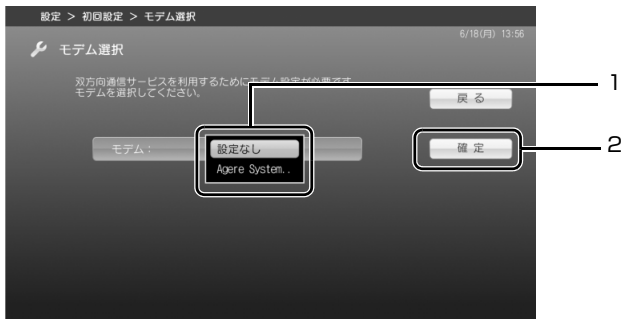 設定 > 初回設定 > モデム選択
6/18(月) 13:56
モデム選択
双方向通信サービスを利用するためにモデム設定が必要です
モデムを選択してください。
1
戻る
モデム：
設定なし
確定
2
Agere System..